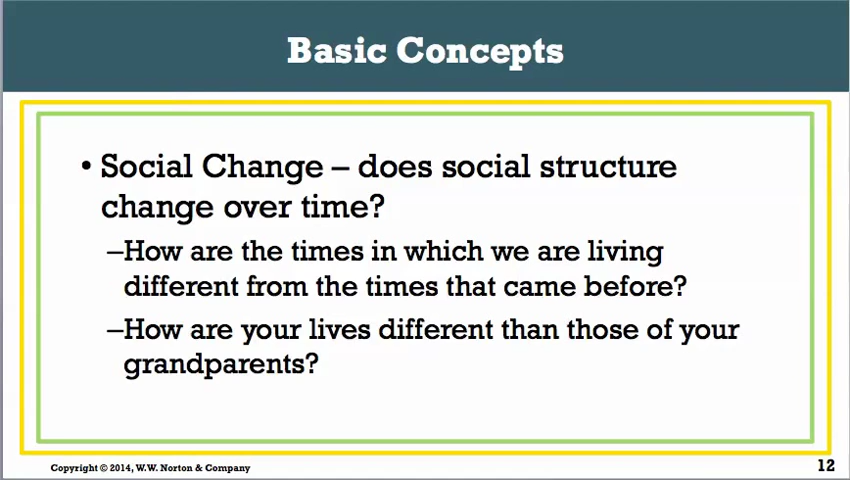 Basic Concepts
• Social Change – does social structure
change over time?
–How are the times in which we are living
different from the times that came before?
–How are your lives different than those of your
grandparents?
Copyright © 2014, W.W. Norton & Company
12